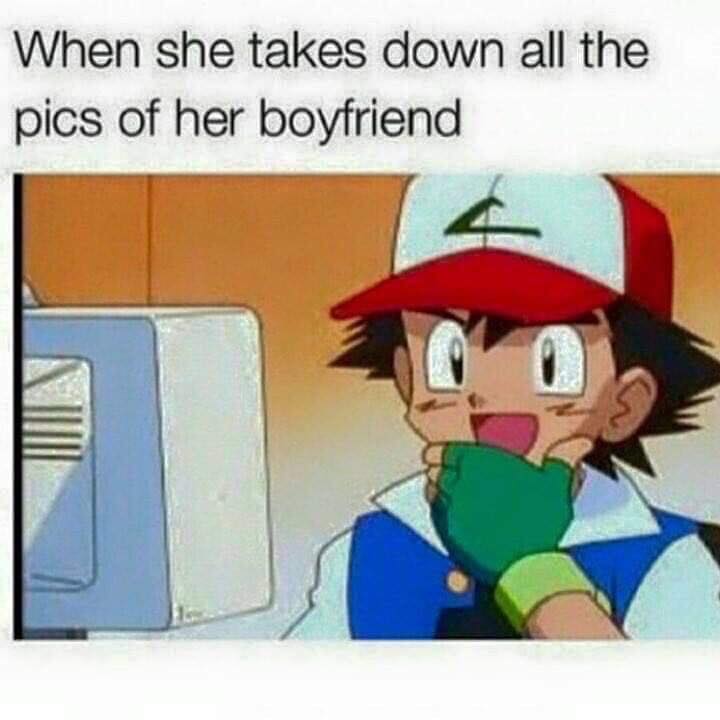 When she takes down all the
pics of her boyfriend